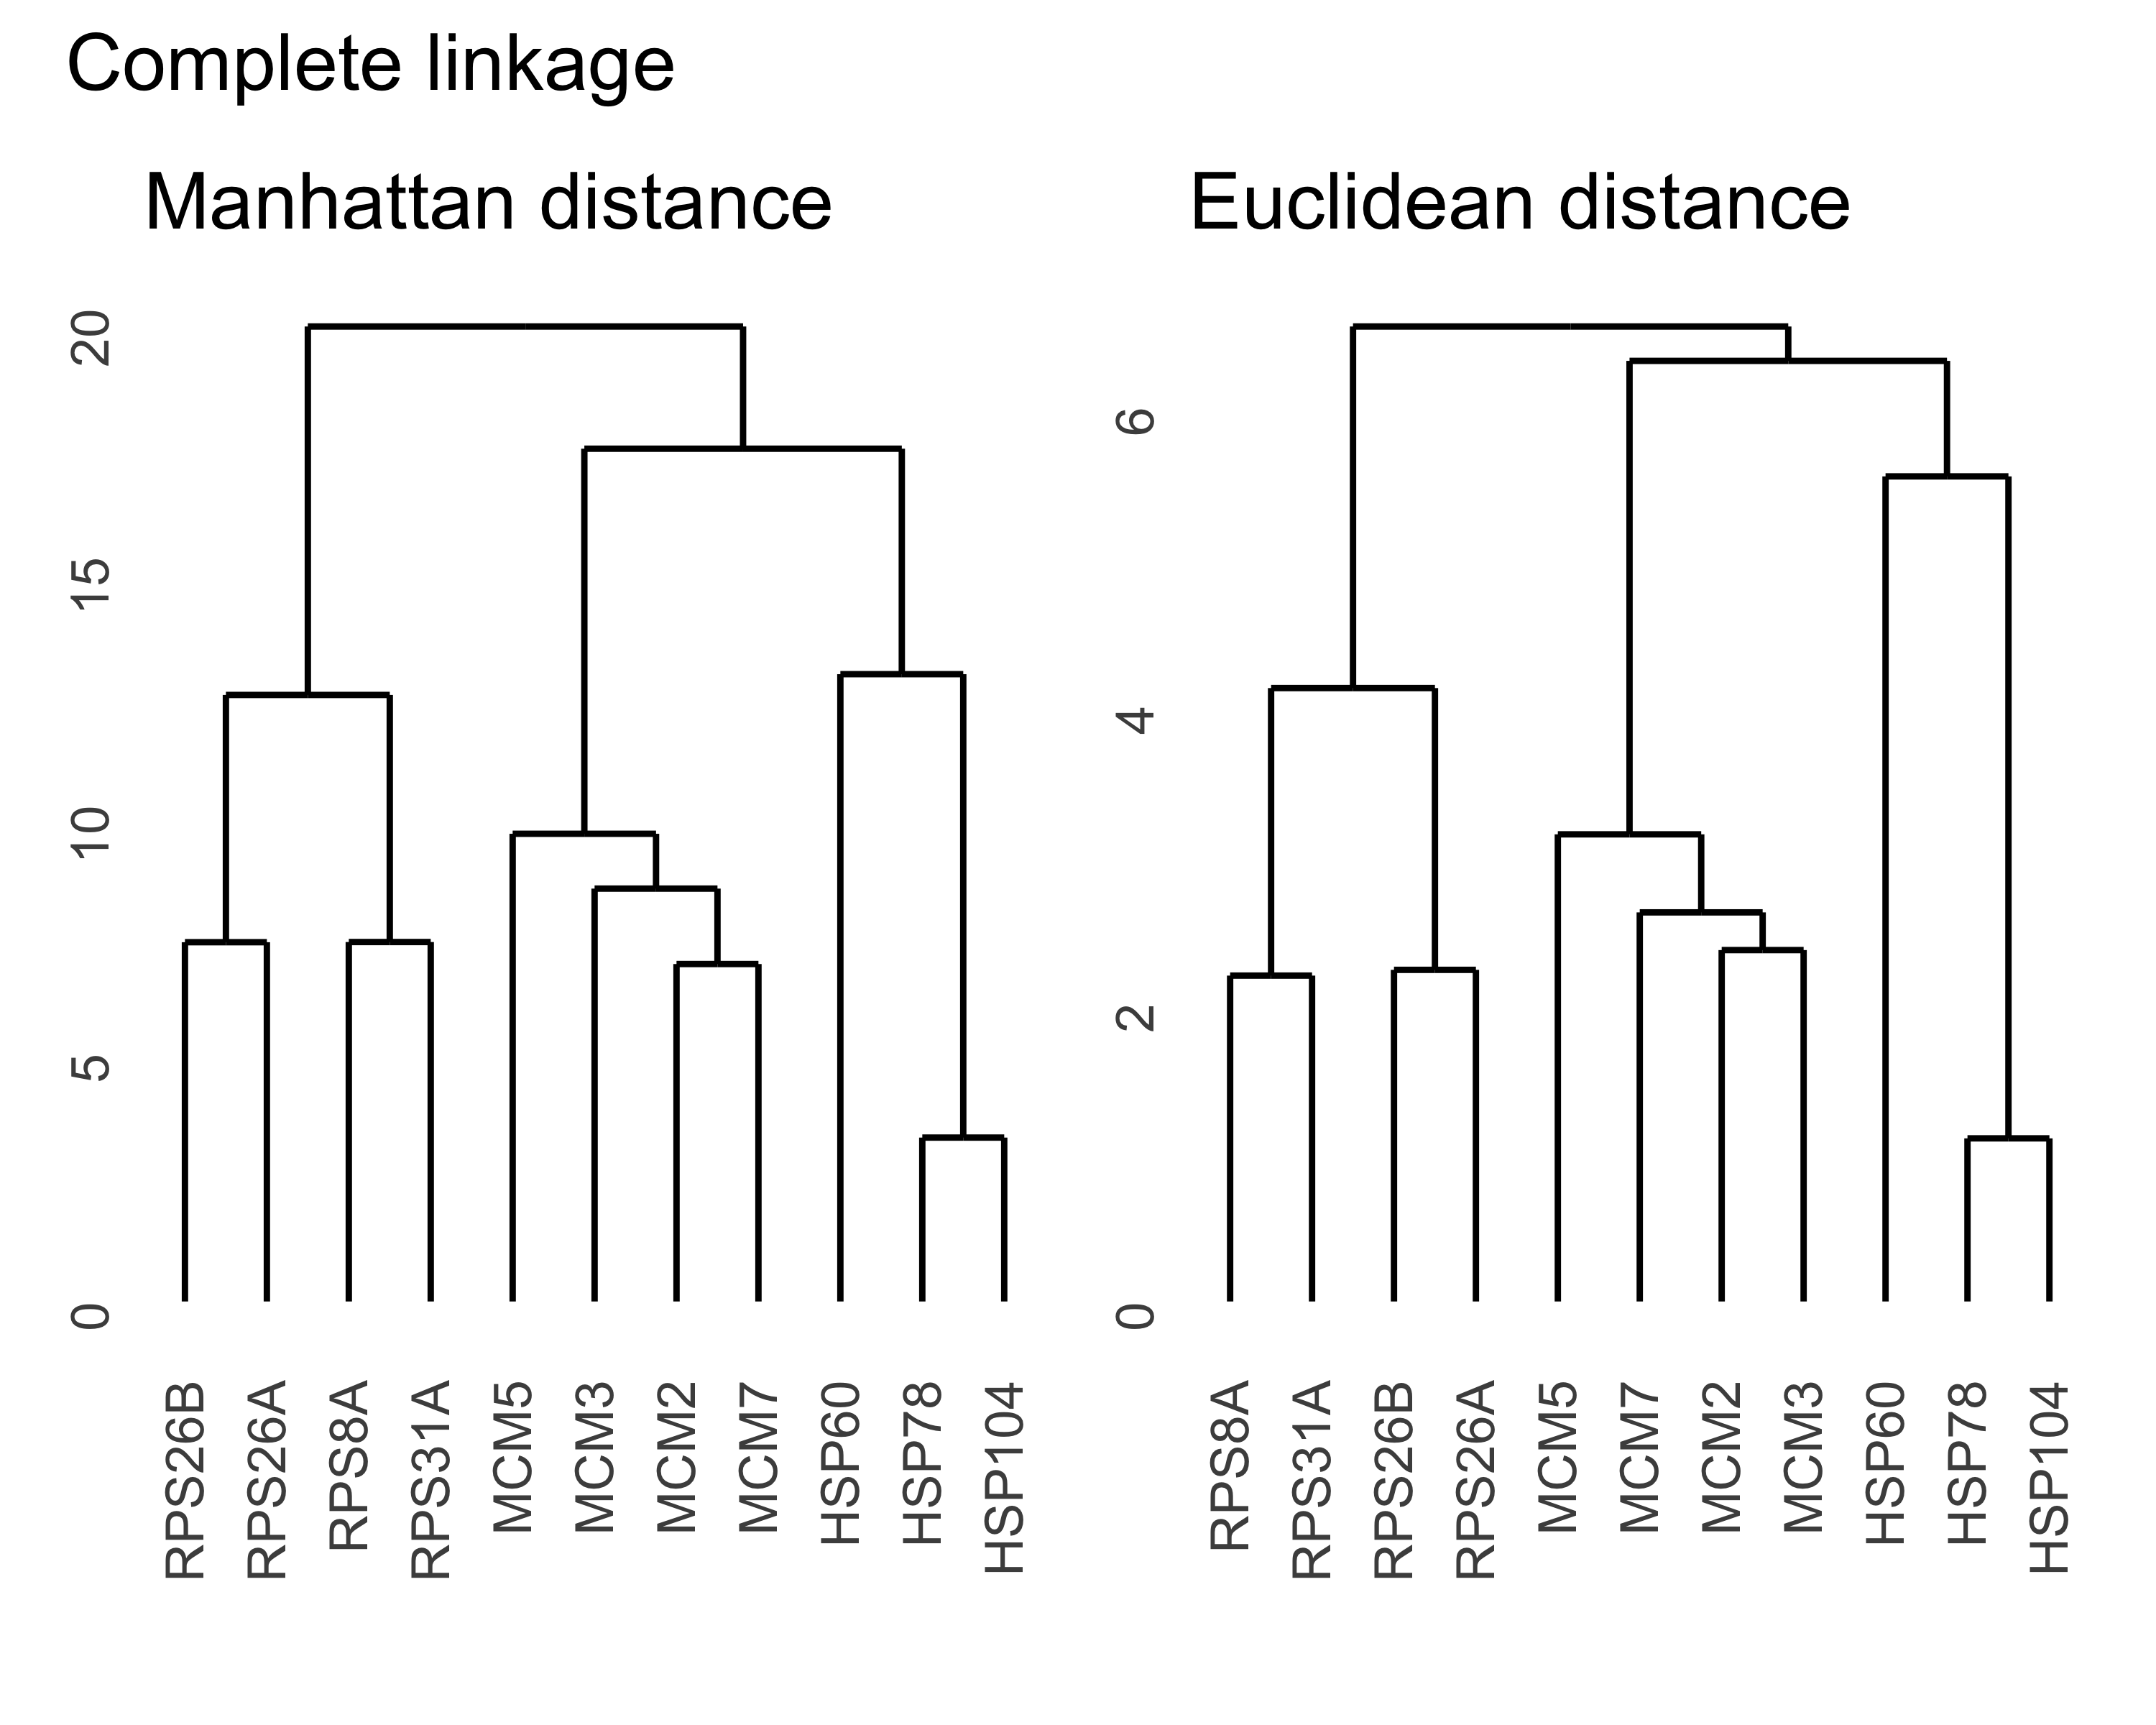 Complete linkage
Manhattan distance
20
15
10
5
0
RPS26B
RPS26A
RPS8A
RPS31A
MCM5
MCM3
MCM2
MCM7
HSP60
HSP78
HSP104
Euclidean distance
6
4
2
0
RPS8A
RPS31A
RPS26B
RPS26A
MCM5
MCM7
MCM2
MCM3
HSP60
HSP78
HSP104